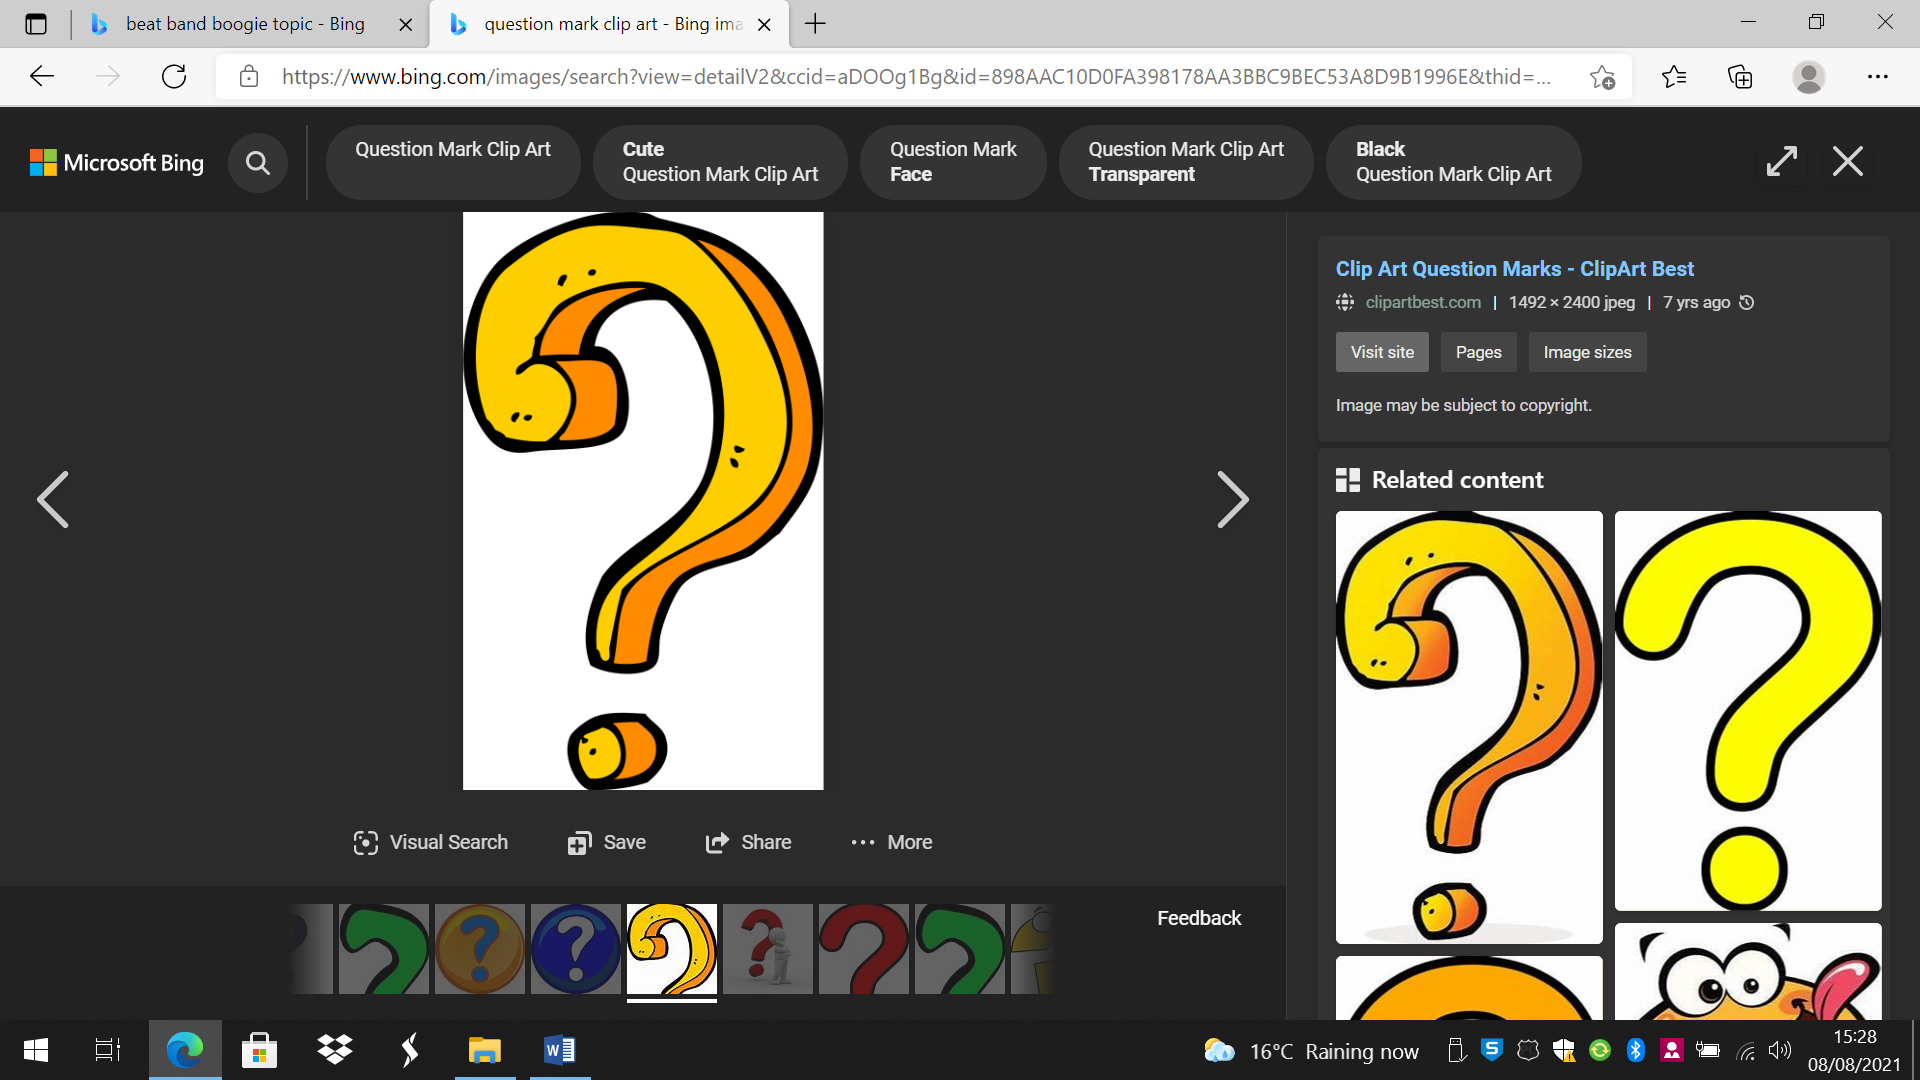 beat band boogie topic - Bing
question mark clip art - Bing ima
https://www.bing.com/images/search?view=detailV2&ccid=aDOOg1Bg&id=898AAC10D0FA398178AA3BBC9BEC53A8D9B1996E&thid=...
Microsoft Bing
Question Mark Clip Art
Cute
Question Mark Clip Art
Question Mark
Face
Question Mark Clip Art
Transparent
Black
Question Mark Clip Art
Clip Art Question Marks - ClipArt Best
clipartbest.com | 1492 × 2400 jpeg | 7 yrs ago
Visit site Pages Image sizes
Image may be subject to copyright.
Related content
Visual Search Save Share ··· More
Feedback
16°C Raining now
15:28
08/08/2021